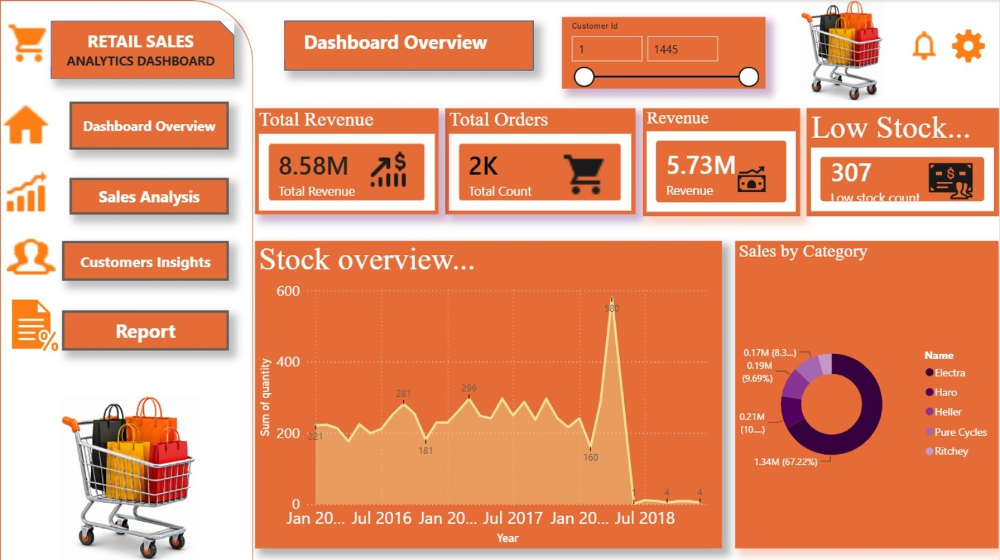 RETAIL SALES
ANALYTICS DASHBOARD
Dashboard Overview
Sales Analysis
Customers Insights
Report
%
Dashboard Overview
Customer Id
1
1445
Total Revenue
8.58M
Total Revenue
Total Orders
2K
Total Count
Revenue
5.73M
Revenue
Low Stock...
307
Low stock count
Stock overview...
Sum of quantity
600
400
200
0
221
281
181
296
160
580
1
4
4
Jan 20...
Jul 2016
Jan 20...
Jul 2017
Jan 20...
Jul 2018
Year
Sales by Category
0.17M (8.3...)
0.19M
(9.69%)
0.21M
(10....)
1.34M (67.22%)
Name
Electra
Haro
Heller
Pure Cycles
Ritchey